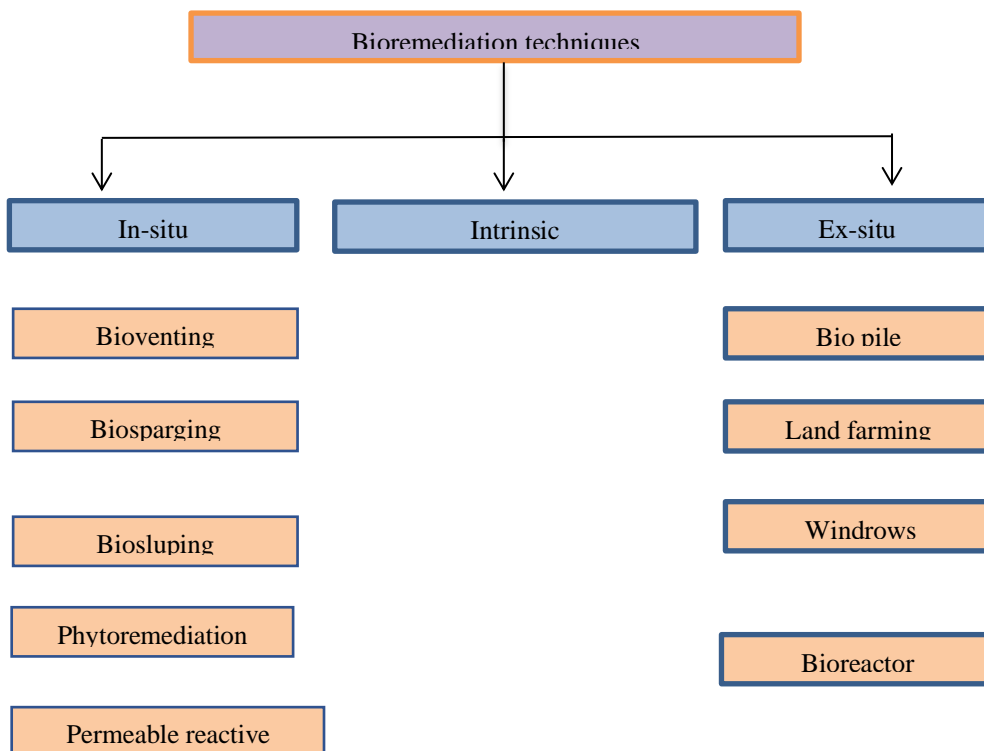 Bioremediation techniques
In-situ
Intrinsic
Ex-situ
Bioventing
Bio pile
Biosparging
Land farming
Biosluping
Windrows
Phytoremediation
Bioreactor
Permeable reactive